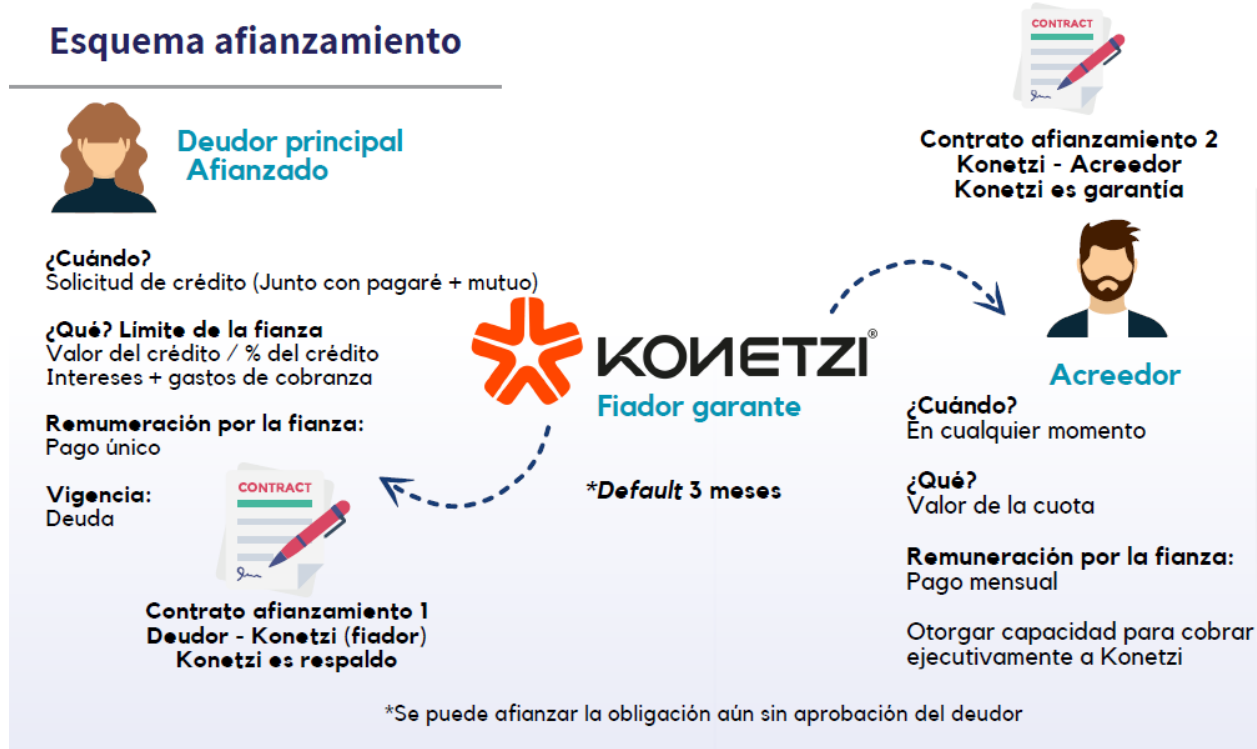 Esquema afianzamiento
Deudor principal
Afianzado
¿Cuándo?
Solicitud de crédito (Junto con pagaré + mutuo)
¿Qué? Límite de la fianza
Valor del crédito / % del crédito
Intereses + gastos de cobranza
Remumeración por la fianza:
Pago único
Vigencia:
Deuda
CONTRACT
Contrato afianzamiento 1
Deudor - Konetzi (fiador)
Konetzi es respaldo
KONETZI®
Fiador garante
*Default 3 meses
CONTRACT
Contrato afianzamiento 2
Konetzi - Acreedor
Konetzi es garantía
Acreedor
¿Cuándo?
En cualquier momento
¿Qué?
Valor de la cuota
Remuneración por la fianza:
Pago mensual
Otorgar capacidad para cobrar
ejecutivamente a Konetzi
*Se puede afianzar la obligación aún sin aprobación del deudor